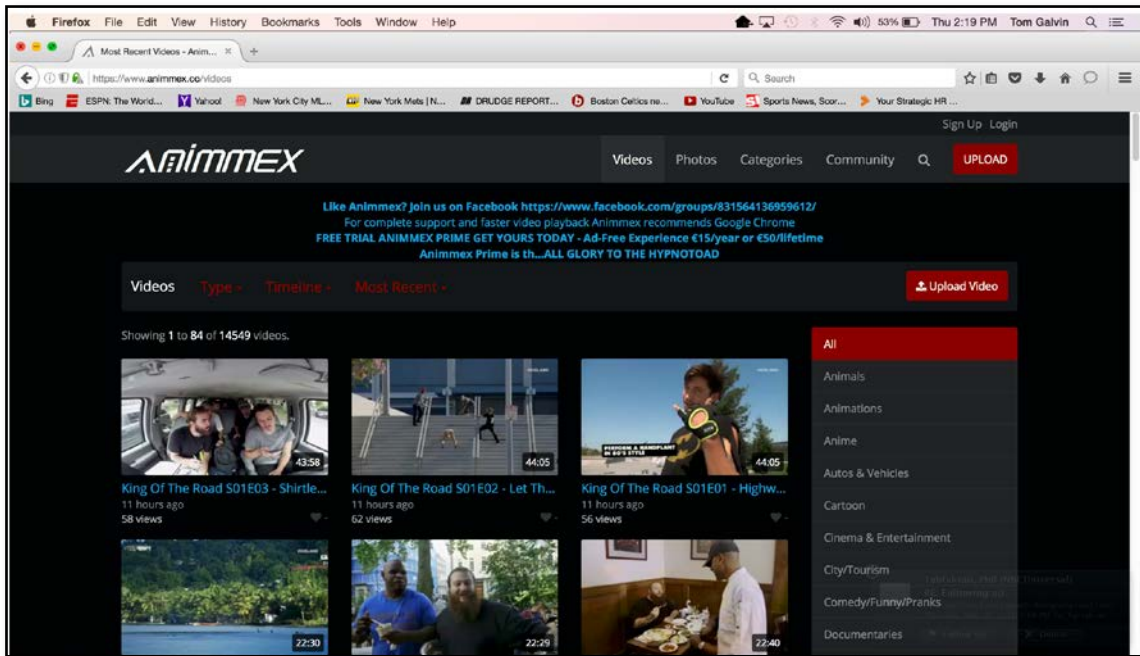 Firefox File Edit View History Bookmarks Tools Window Help 53% Thu 2:19 PM Tom Galvin
Most Recent Videos - Anim...
https://www.animmex.co/videos Search
Bing ESPN: The World... Yahoo! New York City ML... New York Mets | N... DRUDGE REPORT... Boston Celtics ne... YouTube Sports News, Scor... Your Strategic HR ...
Sign Up Login
Animmex Videos Photos Categories Community UPLOAD
Like Animmex? Join us on Facebook https://www.facebook.com/groups/831564136959612/
For complete support and faster video playback Animmex recommends Google Chrome
FREE TRIAL ANIMMEX PRIME GET YOURS TODAY - Ad-Free Experience €15/year or €50/lifetime
Animmex Prime is th...ALL GLORY TO THE HYPNOTOAD
Videos Type Timeline Most Recent Upload Video
Showing 1 to 84 of 14549 videos.
All
Animals
Animations
Anime
Autos & Vehicles
Cartoon
Cinema & Entertainment
City/Tourism
Comedy/Funny/Pranks
Documentaries
43:58
King Of The Road S01E03 - Shirtle...
11 hours ago
58 views
44:05
King Of The Road S01E02 - Let Th...
11 hours ago
62 views
PERFORM A HANDPLANT
IN 80'S STYLE
44:05
King Of The Road S01E01 - Highw...
11 hours ago
56 views
22:30
22:29
22:40